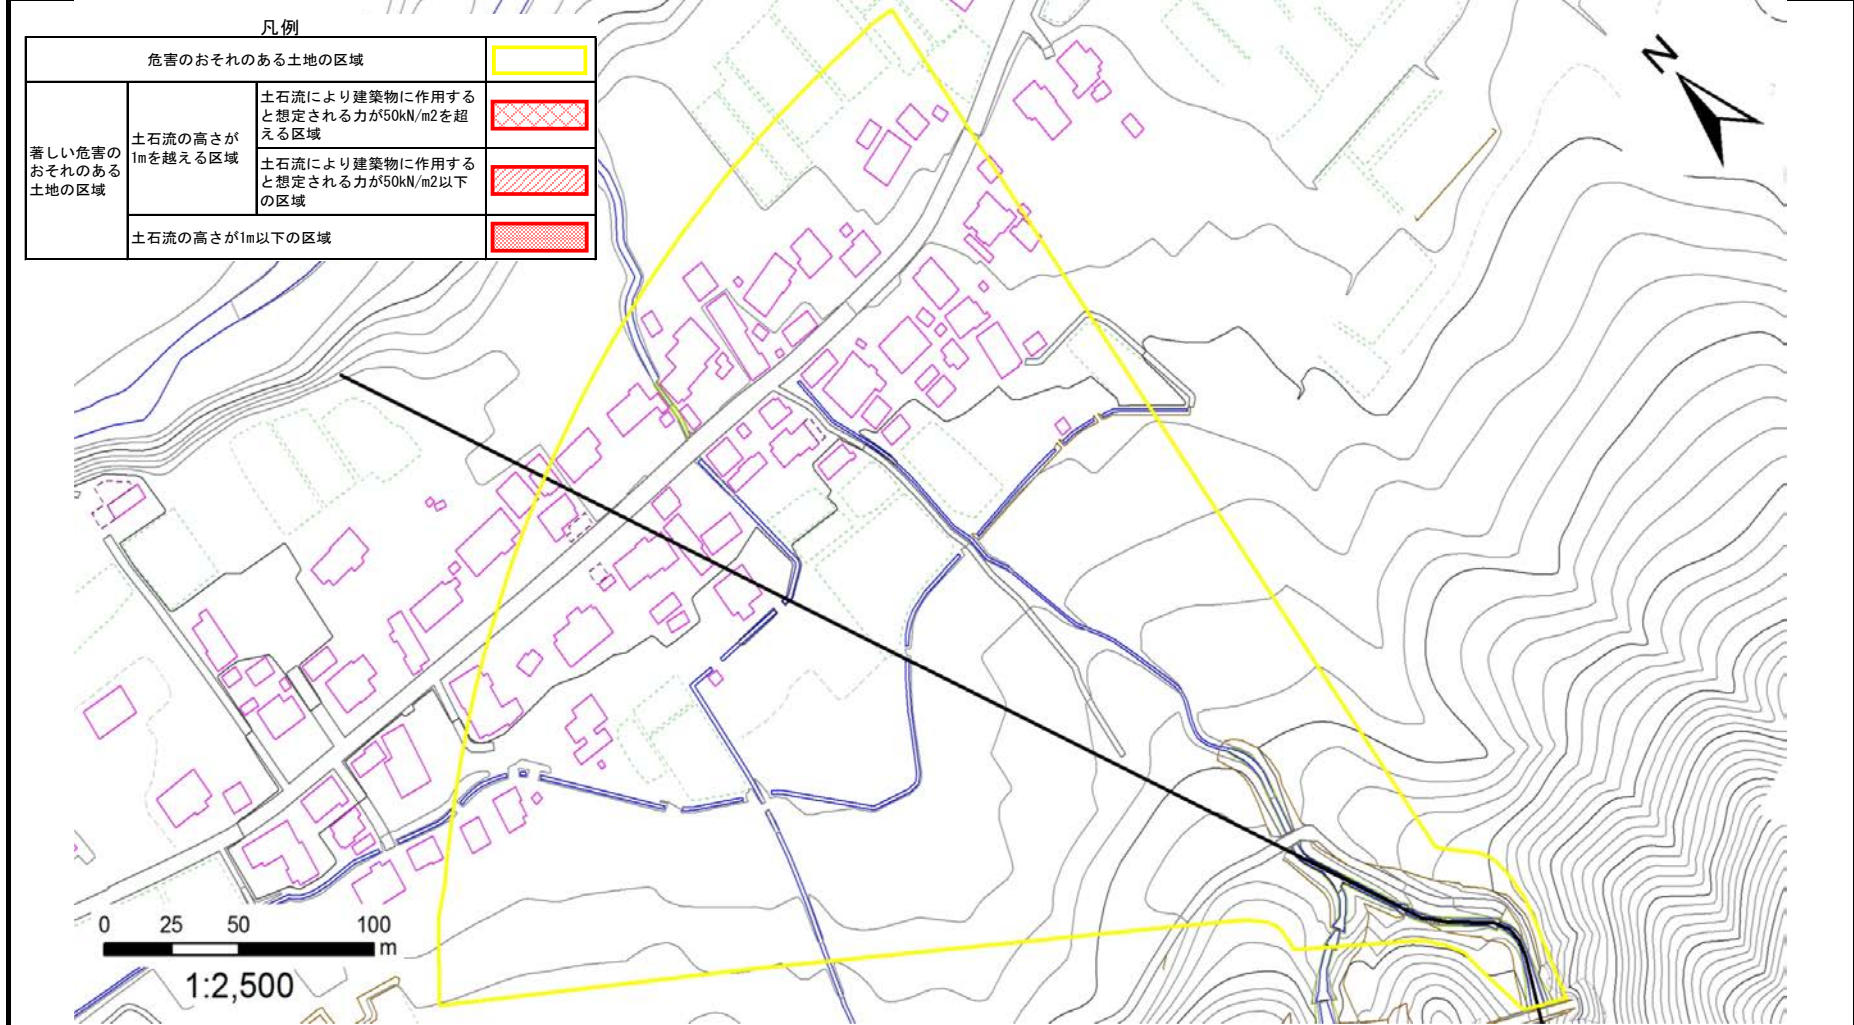 凡例
危害のおそれのある土地の区域
著しい危害の
おそれのある
土地の区域
土石流の高さが
1mを越える区域
土石流により建築物に作用する
と想定される力が50kN/m2を超
える区域
土石流により建築物に作用する
と想定される力が50kN/m2以下
の区域
土石流の高さが1m以下の区域
N
0 25 50 100
m
1:2,500